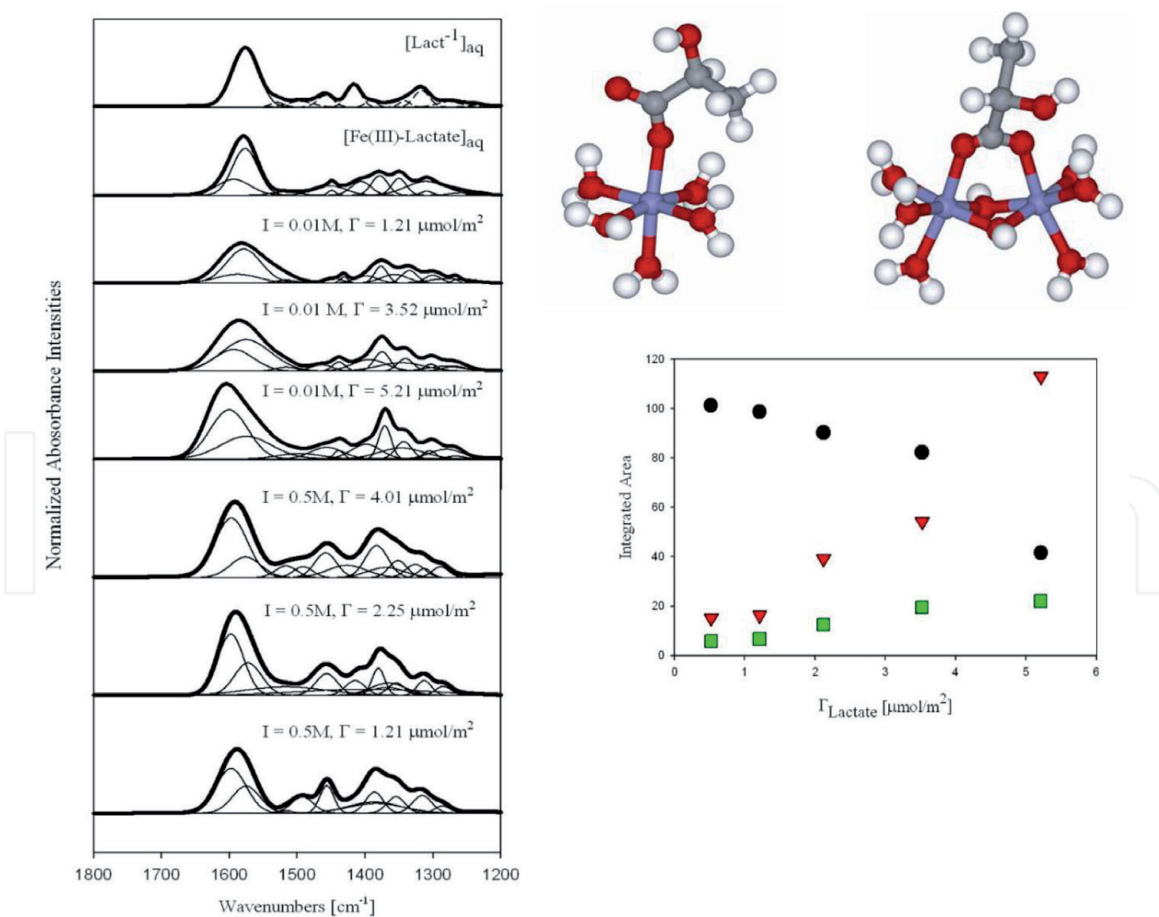 [Lact⁻¹]aq
[Fe(III)-Lactate]aq
I = 0.01M, Γ = 1.21 μmol/m²
I = 0.01 M, Γ = 3.52 μmol/m²
I = 0.01M, Γ = 5.21 μmol/m²
I = 0.5M, Γ = 4.01 μmol/m²
I = 0.5M, Γ = 2.25 μmol/m²
I = 0.5M, Γ = 1.21 μmol/m²
Normalized Abosorbance Intensities
1800 1700 1600 1500 1400 1300 1200
Wavenumbers [cm⁻¹]
120
100
80
60
40
20
0
Integrated Area
0 1 2 3 4 5 6
ΓLactate [μmol/m²]